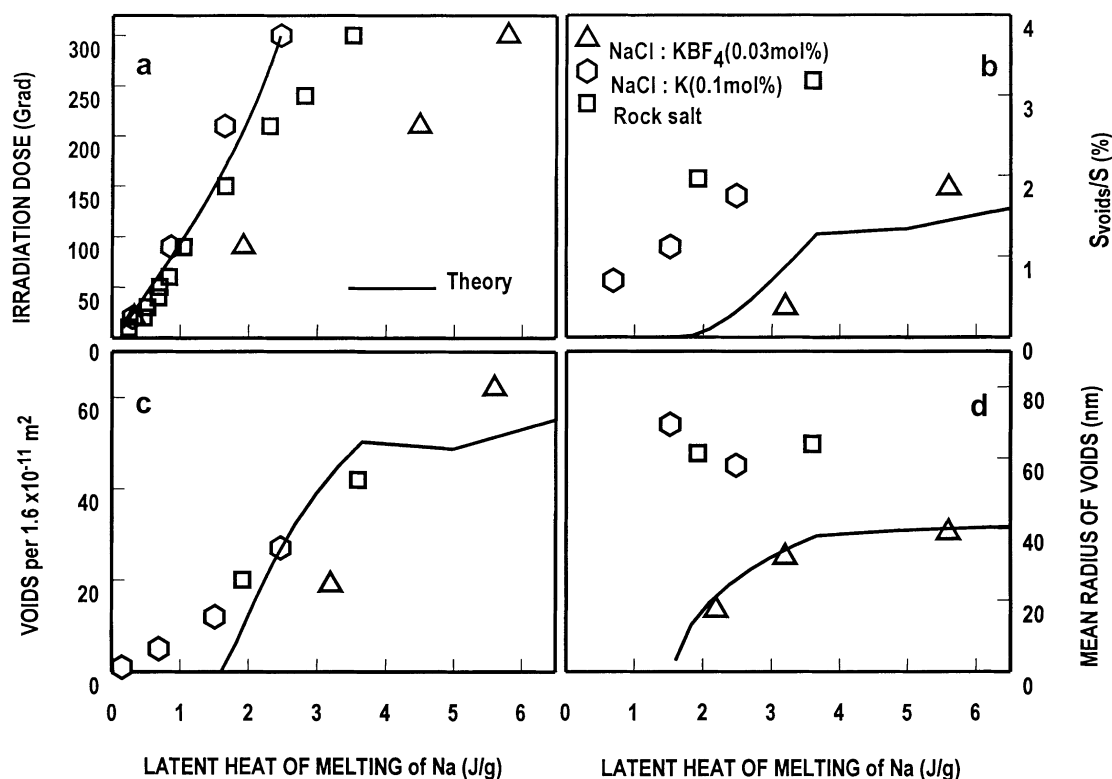 a
b
c
d
IRRADIATION DOSE (Grad)
300
250
200
150
100
50
0
NaCl : KBF4(0.03mol%)
NaCl : K(0.1mol%)
Rock salt
Theory
4
3
2
1
0
Svoids/S (%)
VOIDS per 1.6 x10-11 m2
60
40
20
0
80
60
40
20
0
MEAN RADIUS OF VOIDS (nm)
0 1 2 3 4 5 6
0 2 4 6
LATENT HEAT OF MELTING of Na (J/g)
LATENT HEAT OF MELTING of Na (J/g)